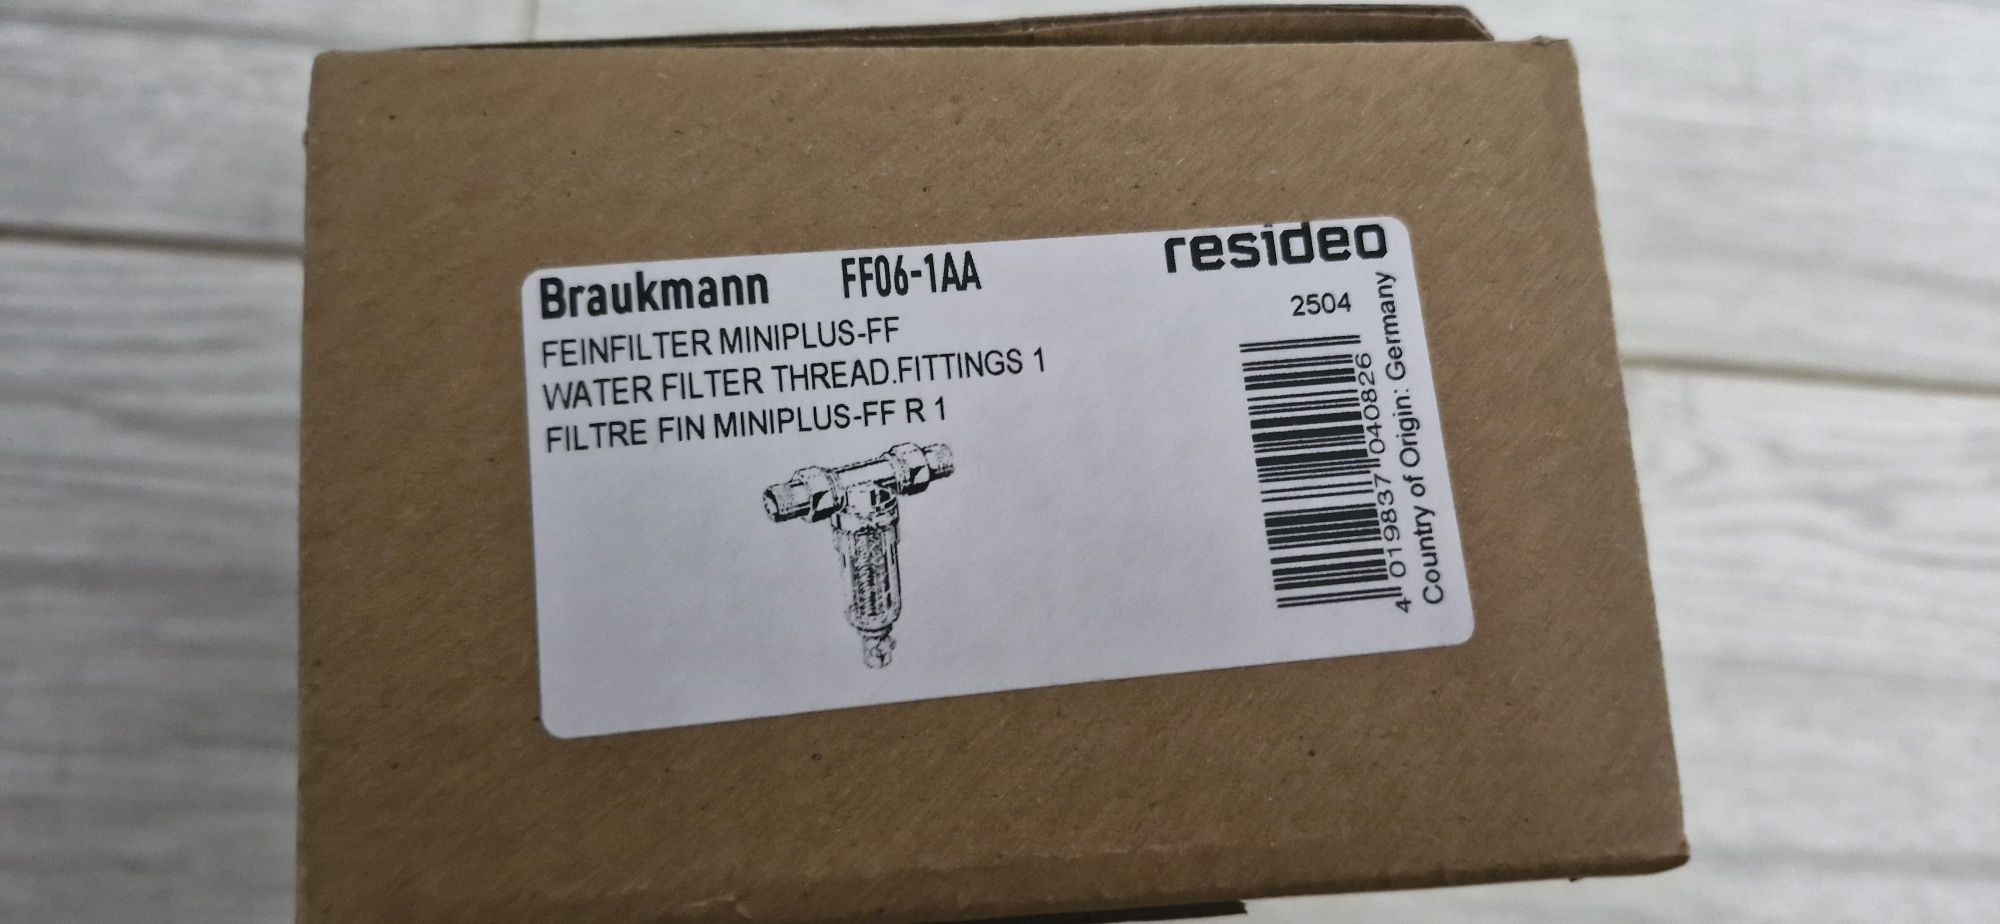 Braukmann FF06-1AA
resideo
FEINFILTER MINIPLUS-FF
WATER FILTER THREAD.FITTINGS 1
FILTRE FIN MINIPLUS-FF R 1
2504
4 019837 040826
Country of Origin: Germany